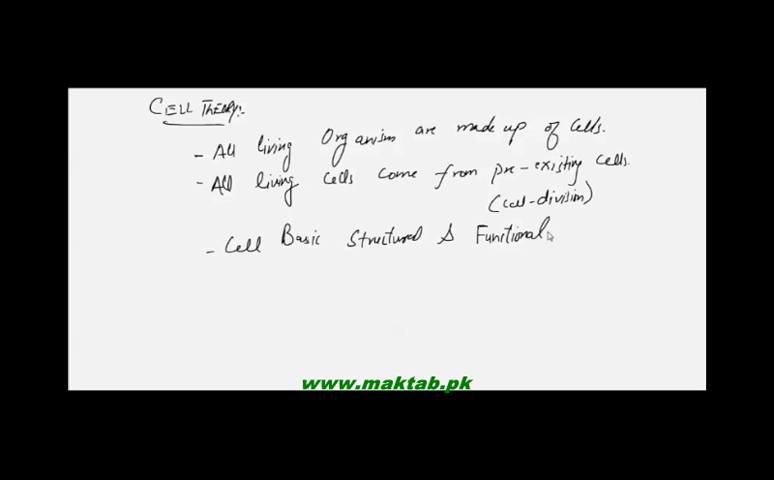 CELL THEORY:-
- All living Organism are made up of Cells.
- All living cells come from pre-existing cells.
(cell-division)
- Cell Basic Structured & Functional
www.maktab.pk